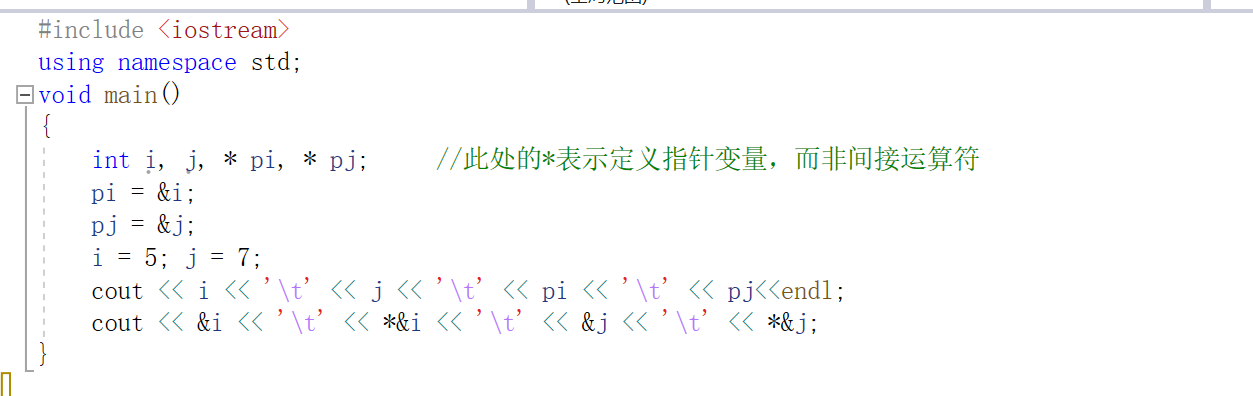 #include <iostream>
using namespace std;
void main()
{
int i, j, * pi, * pj; //此处的*表示定义指针变量，而非间接运算符
pi = &i;
pj = &j;
i = 5; j = 7;
cout << i << '\t' << j << '\t' << pi << '\t' << pj<<endl;
cout << &i << '\t' << *&i << '\t' << &j << '\t' << *&j;
}